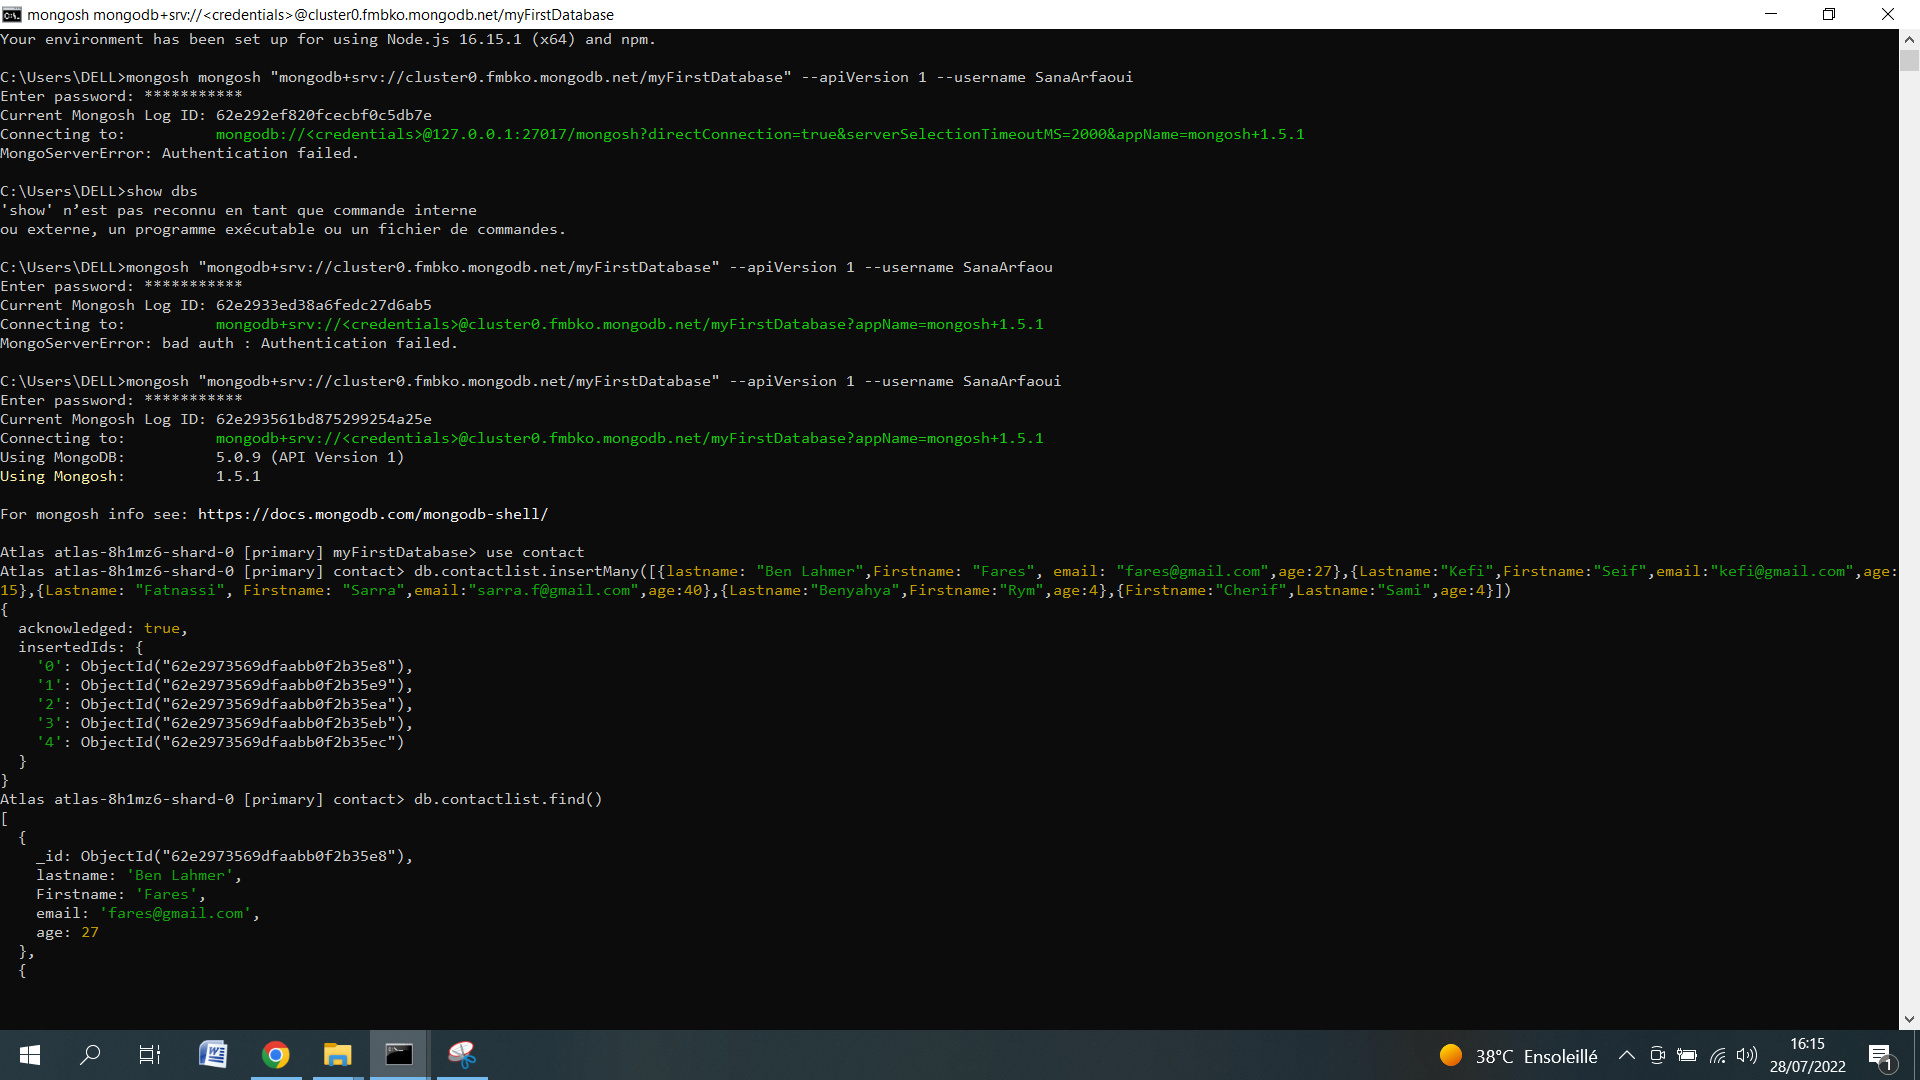 mongosh mongodb+srv://<credentials>@cluster0.fmbko.mongodb.net/myFirstDatabase
Your environment has been set up for using Node.js 16.15.1 (x64) and npm.
C:\Users\DELL>mongosh mongosh "mongodb+srv://cluster0.fmbko.mongodb.net/myFirstDatabase" --apiVersion 1 --username SanaArfaoui
Enter password: ***********
Current Mongosh Log ID: 62e292ef820fcecbf0c5db7e
Connecting to:          mongodb://<credentials>@127.0.0.1:27017/mongosh?directConnection=true&serverSelectionTimeoutMS=2000&appName=mongosh+1.5.1
MongoServerError: Authentication failed.
C:\Users\DELL>show dbs
'show' n’est pas reconnu en tant que commande interne
ou externe, un programme exécutable ou un fichier de commandes.
C:\Users\DELL>mongosh "mongodb+srv://cluster0.fmbko.mongodb.net/myFirstDatabase" --apiVersion 1 --username SanaArfaou
Enter password: ***********
Current Mongosh Log ID: 62e2933ed38a6fedc27d6ab5
Connecting to:          mongodb+srv://<credentials>@cluster0.fmbko.mongodb.net/myFirstDatabase?appName=mongosh+1.5.1
MongoServerError: bad auth : Authentication failed.
C:\Users\DELL>mongosh "mongodb+srv://cluster0.fmbko.mongodb.net/myFirstDatabase" --apiVersion 1 --username SanaArfaoui
Enter password: ***********
Current Mongosh Log ID: 62e293561bd875299254a25e
Connecting to:          mongodb+srv://<credentials>@cluster0.fmbko.mongodb.net/myFirstDatabase?appName=mongosh+1.5.1
Using MongoDB:          5.0.9 (API Version 1)
Using Mongosh:          1.5.1
For mongosh info see: https://docs.mongodb.com/mongodb-shell/
Atlas atlas-8h1mz6-shard-0 [primary] myFirstDatabase> use contact
Atlas atlas-8h1mz6-shard-0 [primary] contact> db.contactlist.insertMany([{lastname: "Ben Lahmer",Firstname: "Fares", email: "fares@gmail.com",age:27},{Lastname:"Kefi",Firstname:"Seif",email:"kefi@gmail.com",age:
15},{Lastname: "Fatnassi", Firstname: "Sarra",email:"sarra.f@gmail.com",age:40},{Lastname:"Benyahya",Firstname:"Rym",age:4},{Firstname:"Cherif",Lastname:"Sami",age:4}])
{
  acknowledged: true,
  insertedIds: {
    '0': ObjectId("62e2973569dfaabb0f2b35e8"),
    '1': ObjectId("62e2973569dfaabb0f2b35e9"),
    '2': ObjectId("62e2973569dfaabb0f2b35ea"),
    '3': ObjectId("62e2973569dfaabb0f2b35eb"),
    '4': ObjectId("62e2973569dfaabb0f2b35ec")
  }
}
Atlas atlas-8h1mz6-shard-0 [primary] contact> db.contactlist.find()
[
  {
    _id: ObjectId("62e2973569dfaabb0f2b35e8"),
    lastname: 'Ben Lahmer',
    Firstname: 'Fares',
    email: 'fares@gmail.com',
    age: 27
  },
  {
38°C Ensoleillé
16:15
28/07/2022
1